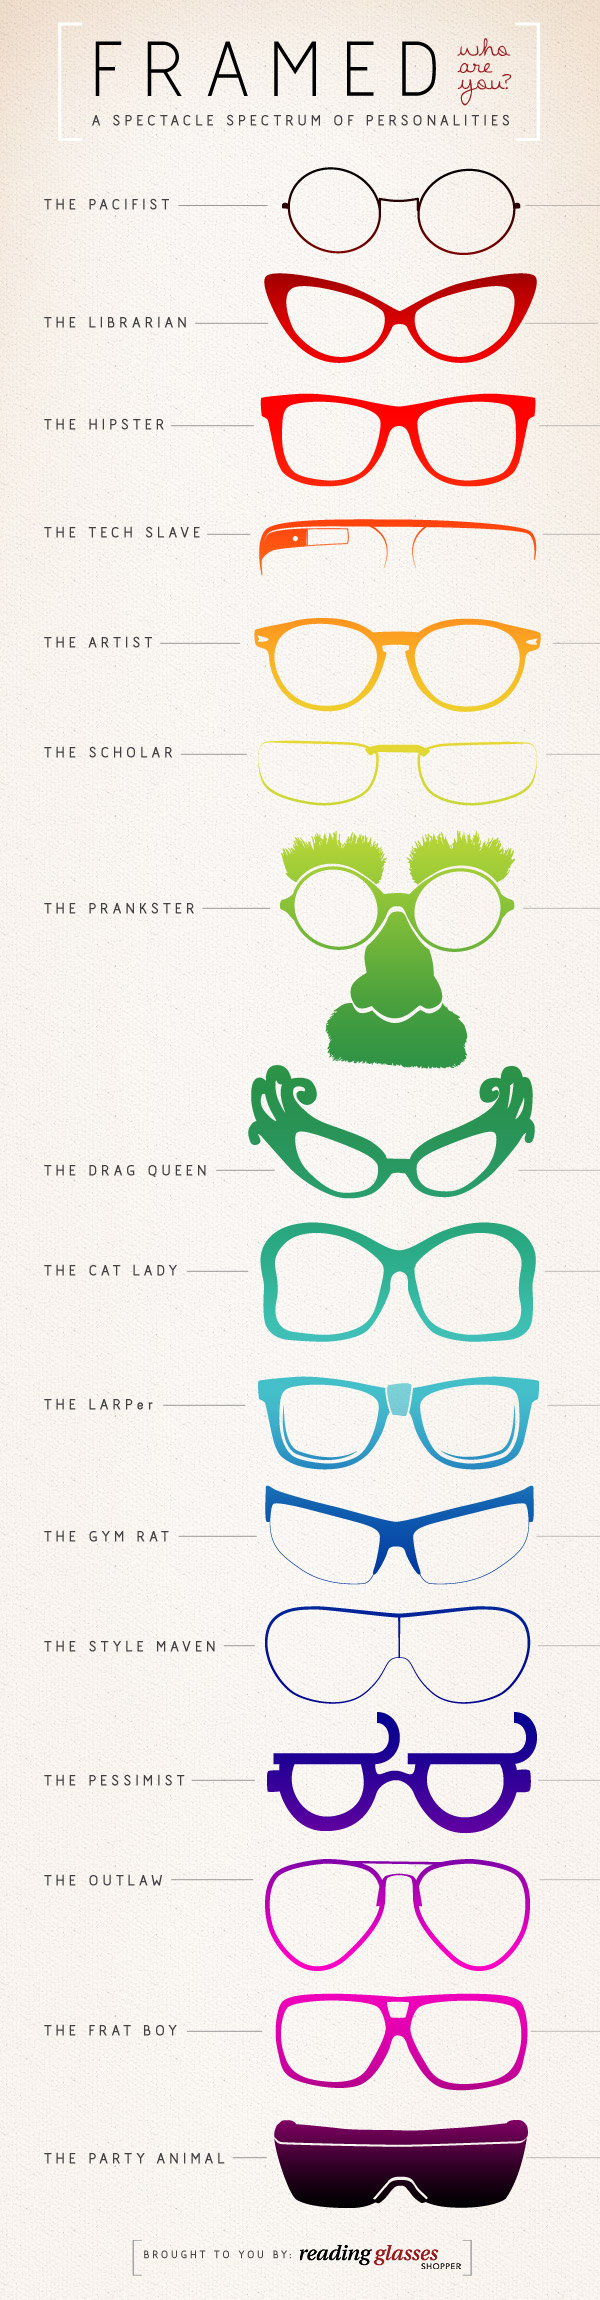 FRAMED
who
are
you?
A SPECTACLE SPECTRUM OF PERSONALITIES
THE PACIFIST
THE LIBRARIAN
THE HIPSTER
THE TECH SLAVE
THE ARTIST
THE SCHOLAR
THE PRANKSTER
THE DRAG QUEEN
THE CAT LADY
THE LARPer
THE GYM RAT
THE STYLE MAVEN
THE PESSIMIST
THE OUTLAW
THE FRAT BOY
THE PARTY ANIMAL
BROUGHT TO YOU BY: reading glasses
SHOPPER